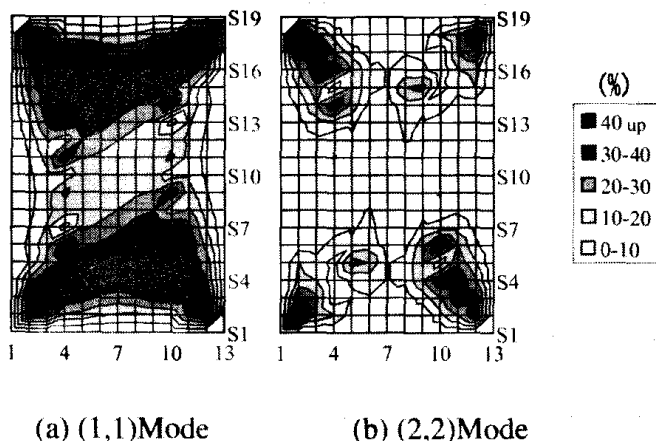 S19
S16
S13
S10
S7
S4
S1
1 4 7 10 13
S19
S16
S13
S10
S7
S4
S1
1 4 7 10 13
(%)
40 up
30-40
20-30
10-20
0-10
(a) (1,1)Mode
(b) (2,2)Mode